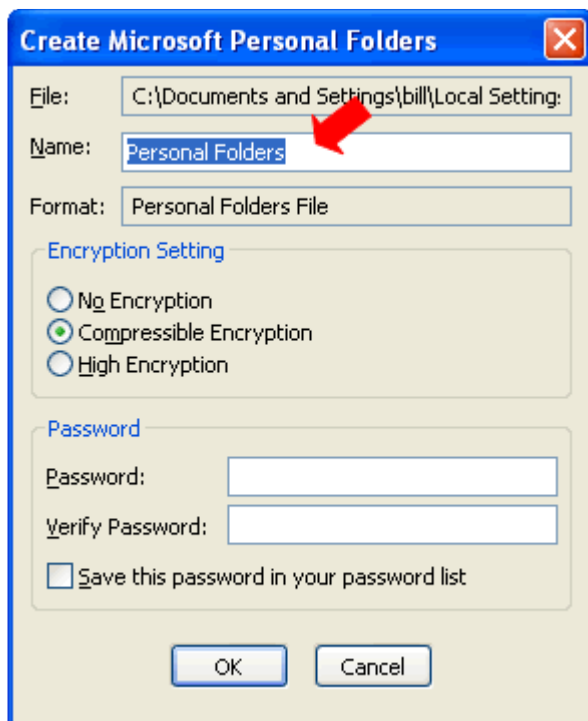 Create Microsoft Personal Folders
File: C:\Documents and Settings\bill\Local Settings
Name: Personal Folders
Format: Personal Folders File
Encryption Setting
No Encryption
Compressible Encryption
High Encryption
Password
Password:
Verify Password:
Save this password in your password list
OK Cancel